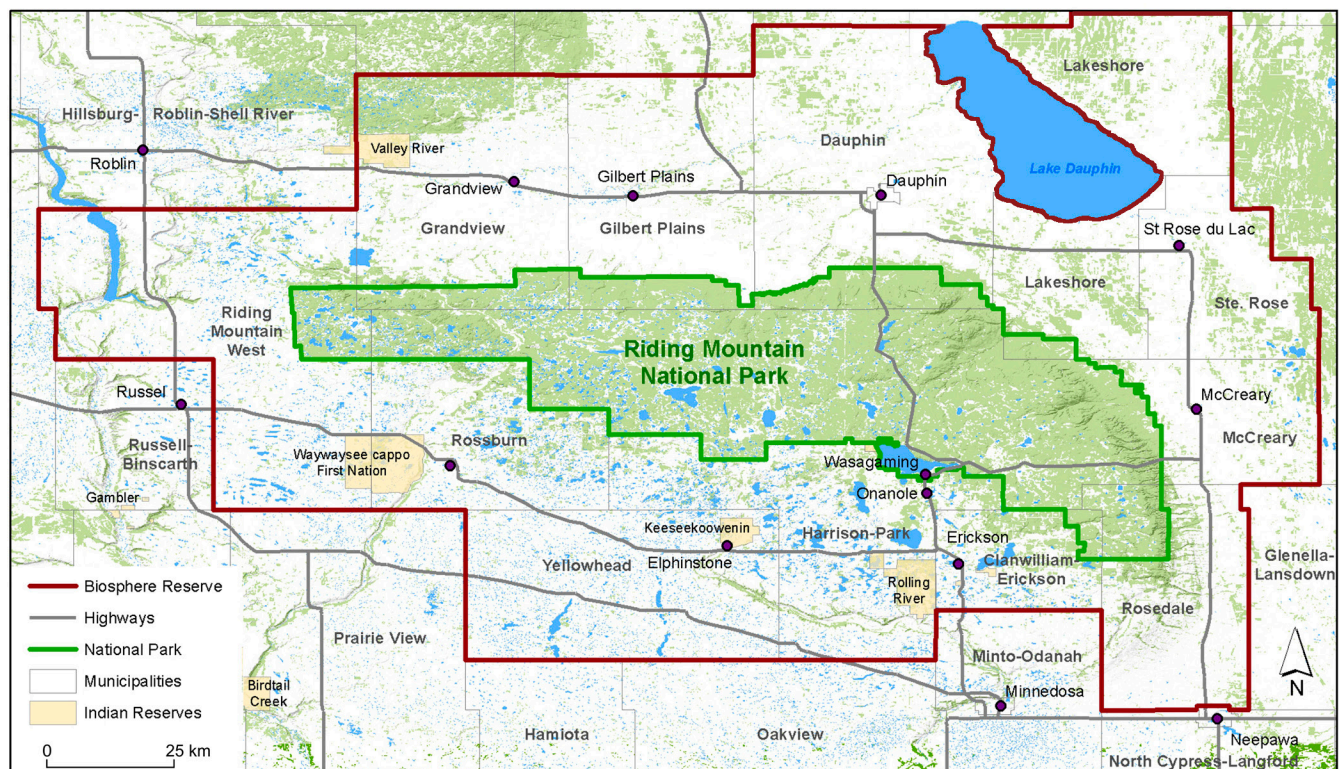 Lakeshore
Hillsburg-
Roblin-Shell River
Roblin
Valley River
Dauphin
Lake Dauphin
Grandview
Gilbert Plains
Dauphin
Grandview
Gilbert Plains
St Rose du Lac
Lakeshore
Ste. Rose
Riding
Mountain
West
Riding Mountain
National Park
Russel
McCreary
McCreary
Russell-
Binscarth
Rossburn
Waywaysee cappo
First Nation
Wasagaming
Onanole
Gambler
Keeseekoowenin
Harrison-Park
Erickson
Elphinstone
Yellowhead
Clanwilliam-
Erickson
Glenella-
Lansdown
Rolling
River
Rosedale
Prairie View
Minto-Odanah
Birdtail
Creek
Minnedosa
Neepawa
Hamiota
Oakview
North Cypress-Langford
Biosphere Reserve
Highways
National Park
Municipalities
Indian Reserves
0
25 km
N